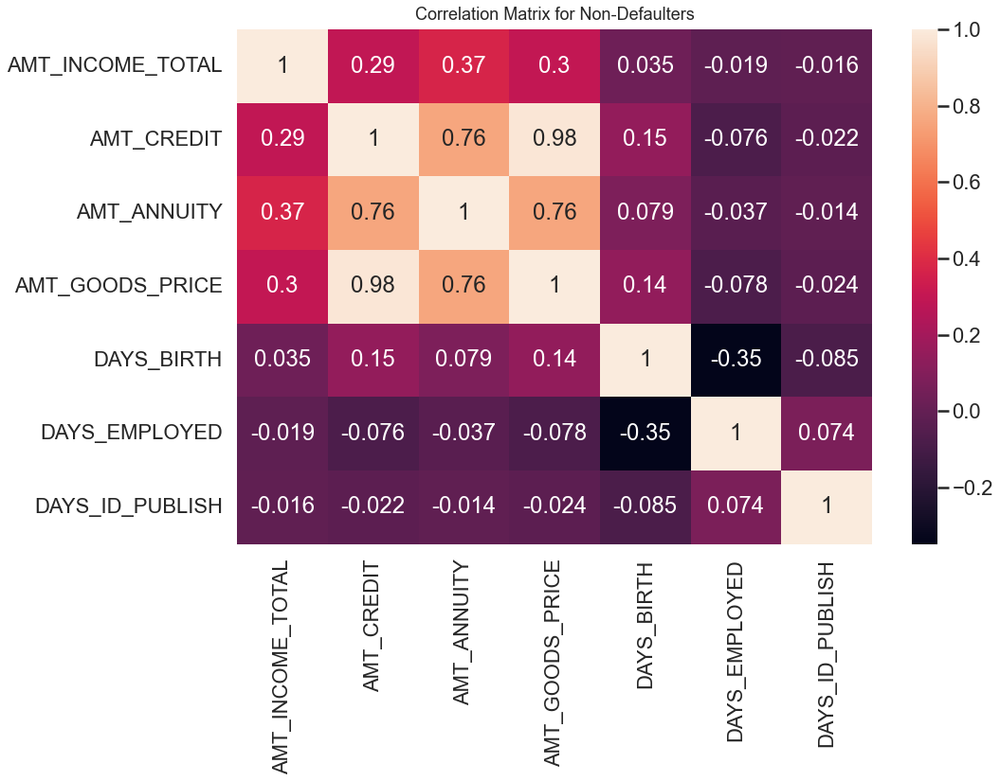 Correlation Matrix for Non-Defaulters
AMT_INCOME_TOTAL 1 0.29 0.37 0.3 0.035 -0.019 -0.016
AMT_CREDIT 0.29 1 0.76 0.98 0.15 -0.076 -0.022
AMT_ANNUITY 0.37 0.76 1 0.76 0.079 -0.037 -0.014
AMT_GOODS_PRICE 0.3 0.98 0.76 1 0.14 -0.078 -0.024
DAYS_BIRTH 0.035 0.15 0.079 0.14 1 -0.35 -0.085
DAYS_EMPLOYED -0.019 -0.076 -0.037 -0.078 -0.35 1 0.074
DAYS_ID_PUBLISH -0.016 -0.022 -0.014 -0.024 -0.085 0.074 1
AMT_INCOME_TOTAL
AMT_CREDIT
AMT_ANNUITY
AMT_GOODS_PRICE
DAYS_BIRTH
DAYS_EMPLOYED
DAYS_ID_PUBLISH
1.0
0.8
0.6
0.4
0.2
0.0
−0.2